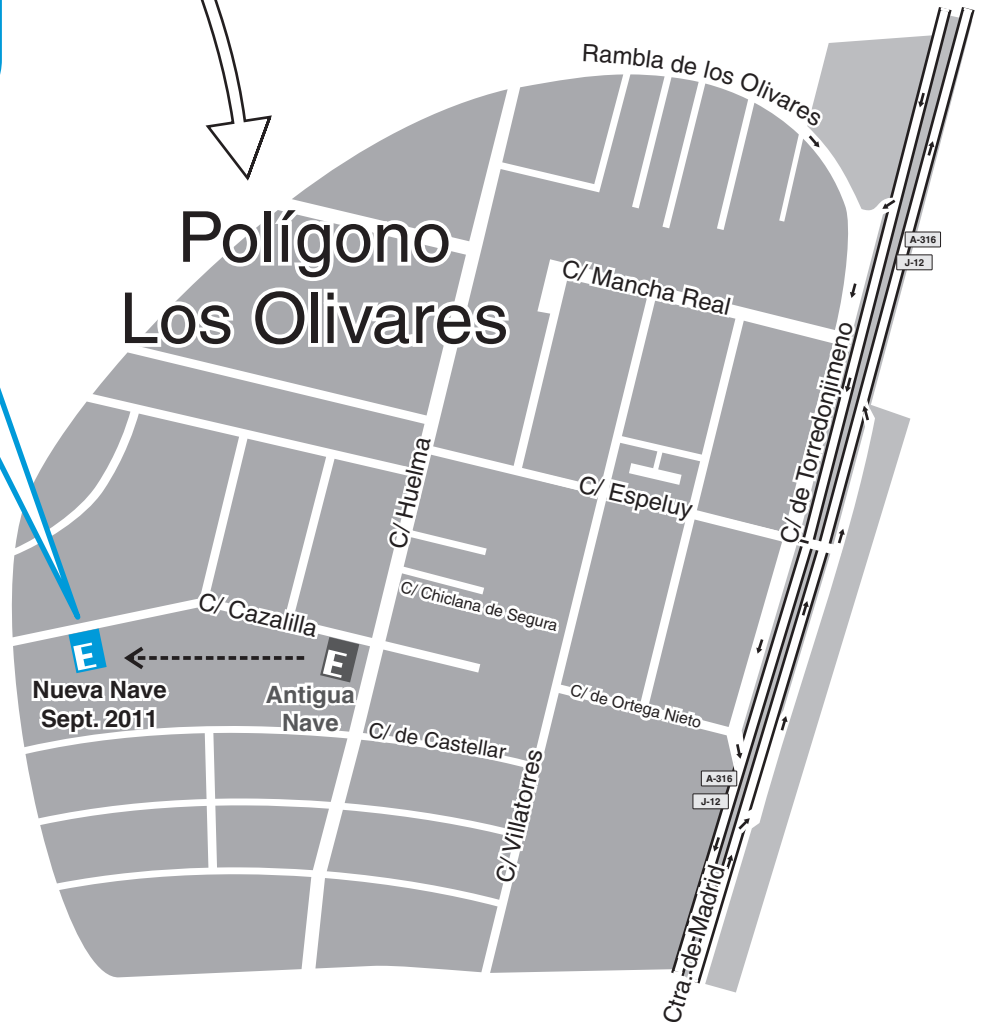 Rambla de los Olivares
Polígono
Los Olivares
A-316
J-12
C/ Mancha Real
C/ de Torredonjimeno
C/ Huelma
C/ Espeluy
C/ Chiclana de Segura
C/ Cazalilla
E
E
Nueva Nave
Sept. 2011
Antigua
Nave
C/ de Ortega Nieto
C/ de Castellar
C/ Villatorres
A-316
J-12
Ctra. de Madrid